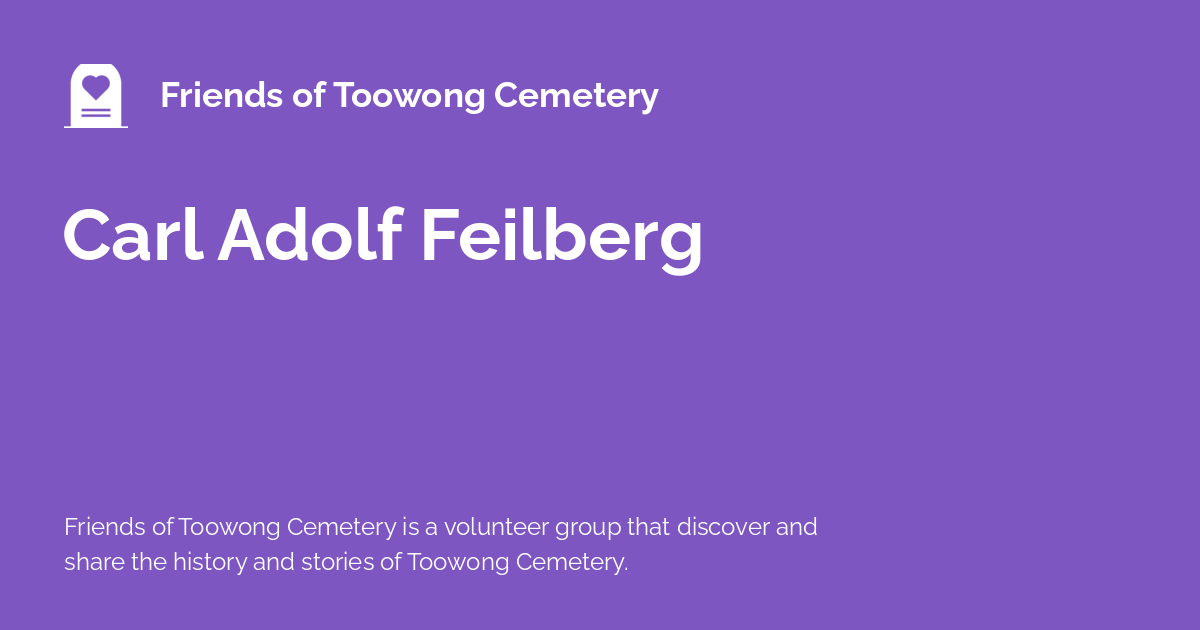 Friends of Toowong Cemetery
Carl Adolf Feilberg
Friends of Toowong Cemetery is a volunteer group that discover and
share the history and stories of Toowong Cemetery.